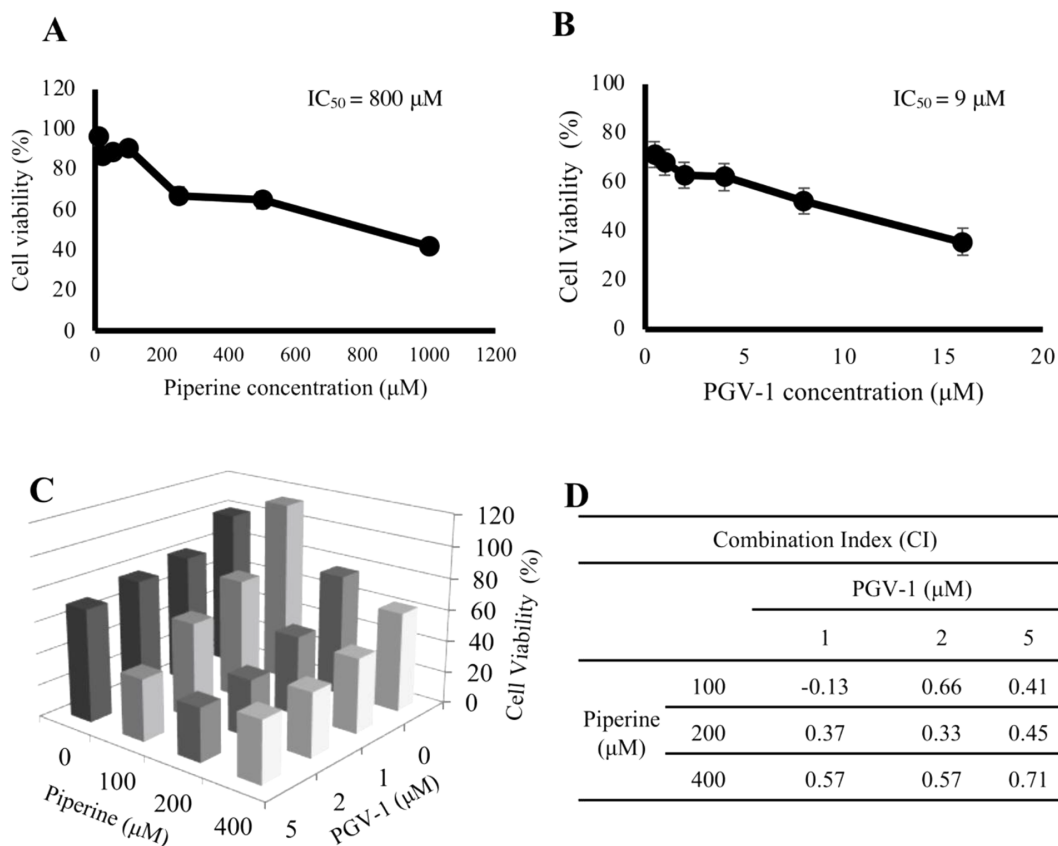 A
IC₅₀ = 800 μM
Cell viability (%)
120
100
80
60
40
20
0
0 200 400 600 800 1000 1200
Piperine concentration (μM)
B
IC₅₀ = 9 μM
Cell Viability (%)
100
80
60
40
20
0
0 5 10 15 20
PGV-1 concentration (μM)
C
120
100
80
60
40
20
0
Cell Viability (%)
0 100 200 400
Piperine (μM)
5 2 1 0
PGV-1 (μM)
D
Combination Index (CI)
PGV-1 (μM)
1 2 5
Piperine (μM)
100 -0.13 0.66 0.41
200 0.37 0.33 0.45
400 0.57 0.57 0.71